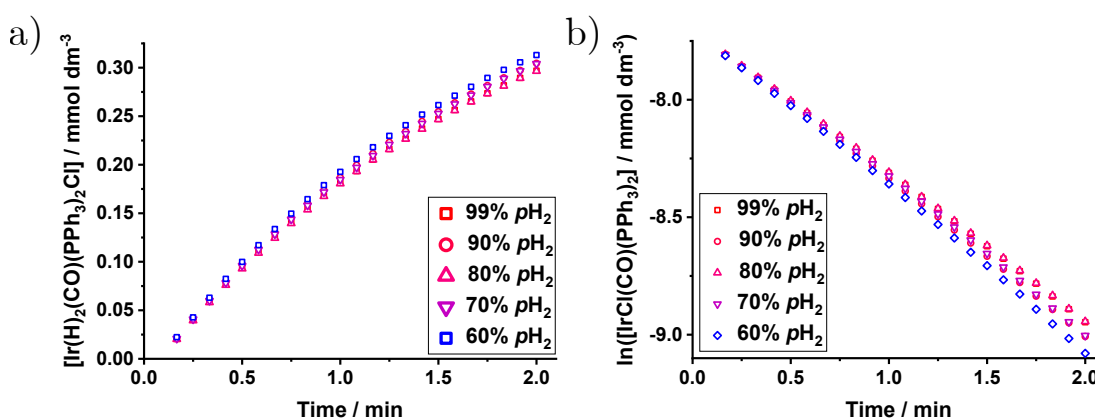 a)
[Ir(H)₂(CO)(PPh₃)₂Cl] / mmol dm⁻³
0.30
0.25
0.20
0.15
0.10
0.05
0.00
0.0 0.5 1.0 1.5 2.0
Time / min
99% pH₂
90% pH₂
80% pH₂
70% pH₂
60% pH₂
b)
ln([IrCl(CO)(PPh₃)₂] / mmol dm⁻³)
-8.0
-8.5
-9.0
0.0 0.5 1.0 1.5 2.0
Time / min
99% pH₂
90% pH₂
80% pH₂
70% pH₂
60% pH₂